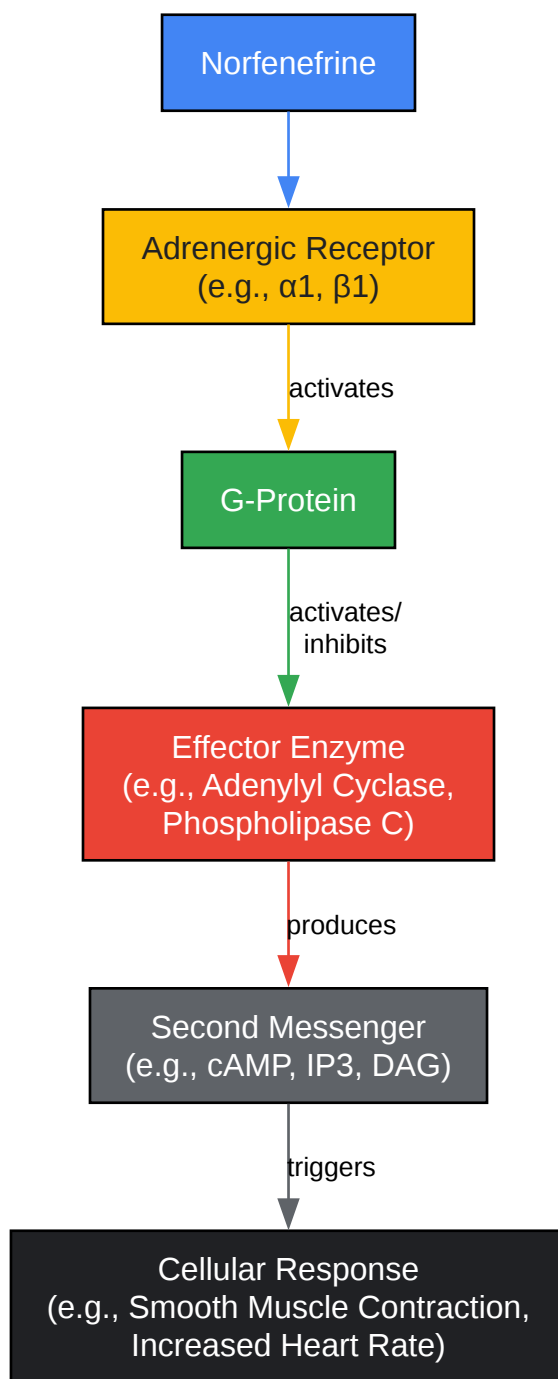 Norfenefrine
Adrenergic Receptor
(e.g., α1, β1)
activates
G-Protein
activates/
inhibits
Effector Enzyme
(e.g., Adenylyl Cyclase,
Phospholipase C)
produces
Second Messenger
(e.g., cAMP, IP3, DAG)
triggers
Cellular Response
(e.g., Smooth Muscle Contraction,
Increased Heart Rate)